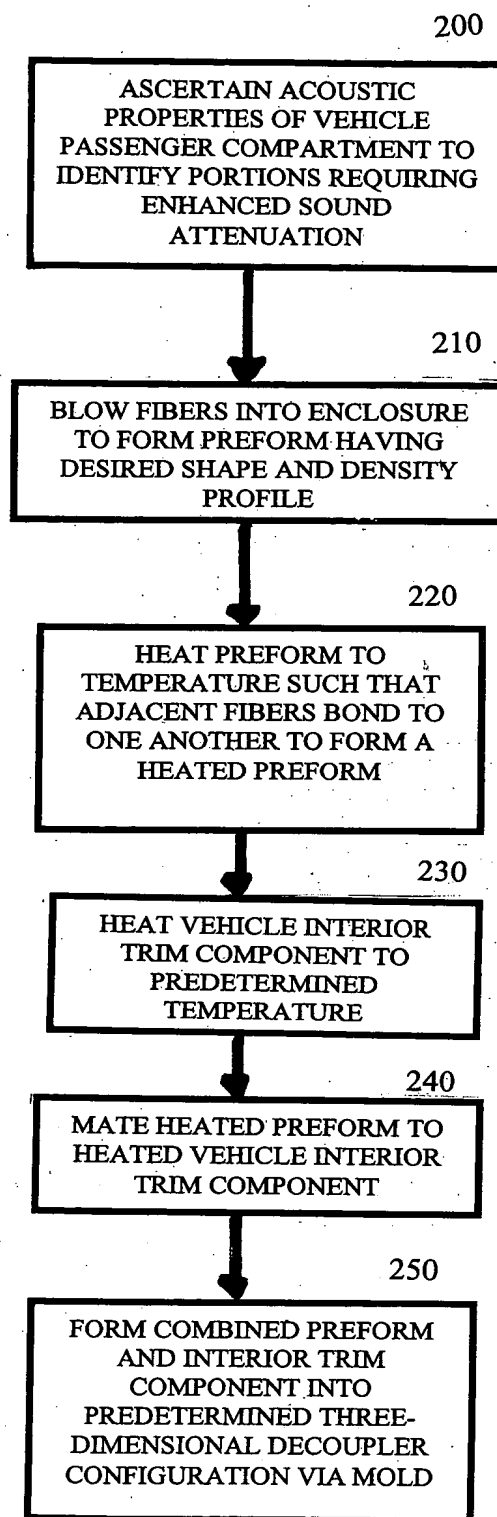 200
ASCERTAIN ACOUSTIC
PROPERTIES OF VEHICLE
PASSENGER COMPARTMENT TO
IDENTIFY PORTIONS REQUIRING
ENHANCED SOUND
ATTENUATION
210
BLOW FIBERS INTO ENCLOSURE
TO FORM PREFORM HAVING
DESIRED SHAPE AND DENSITY
PROFILE
220
HEAT PREFORM TO
TEMPERATURE SUCH THAT
ADJACENT FIBERS BOND TO
ONE ANOTHER TO FORM A
HEATED PREFORM
230
HEAT VEHICLE INTERIOR
TRIM COMPONENT TO
PREDETERMINED
TEMPERATURE
240
MATE HEATED PREFORM TO
HEATED VEHICLE INTERIOR
TRIM COMPONENT
250
FORM COMBINED PREFORM
AND INTERIOR TRIM
COMPONENT INTO
PREDETERMINED THREE-
DIMENSIONAL DECOUPLER
CONFIGURATION VIA MOLD